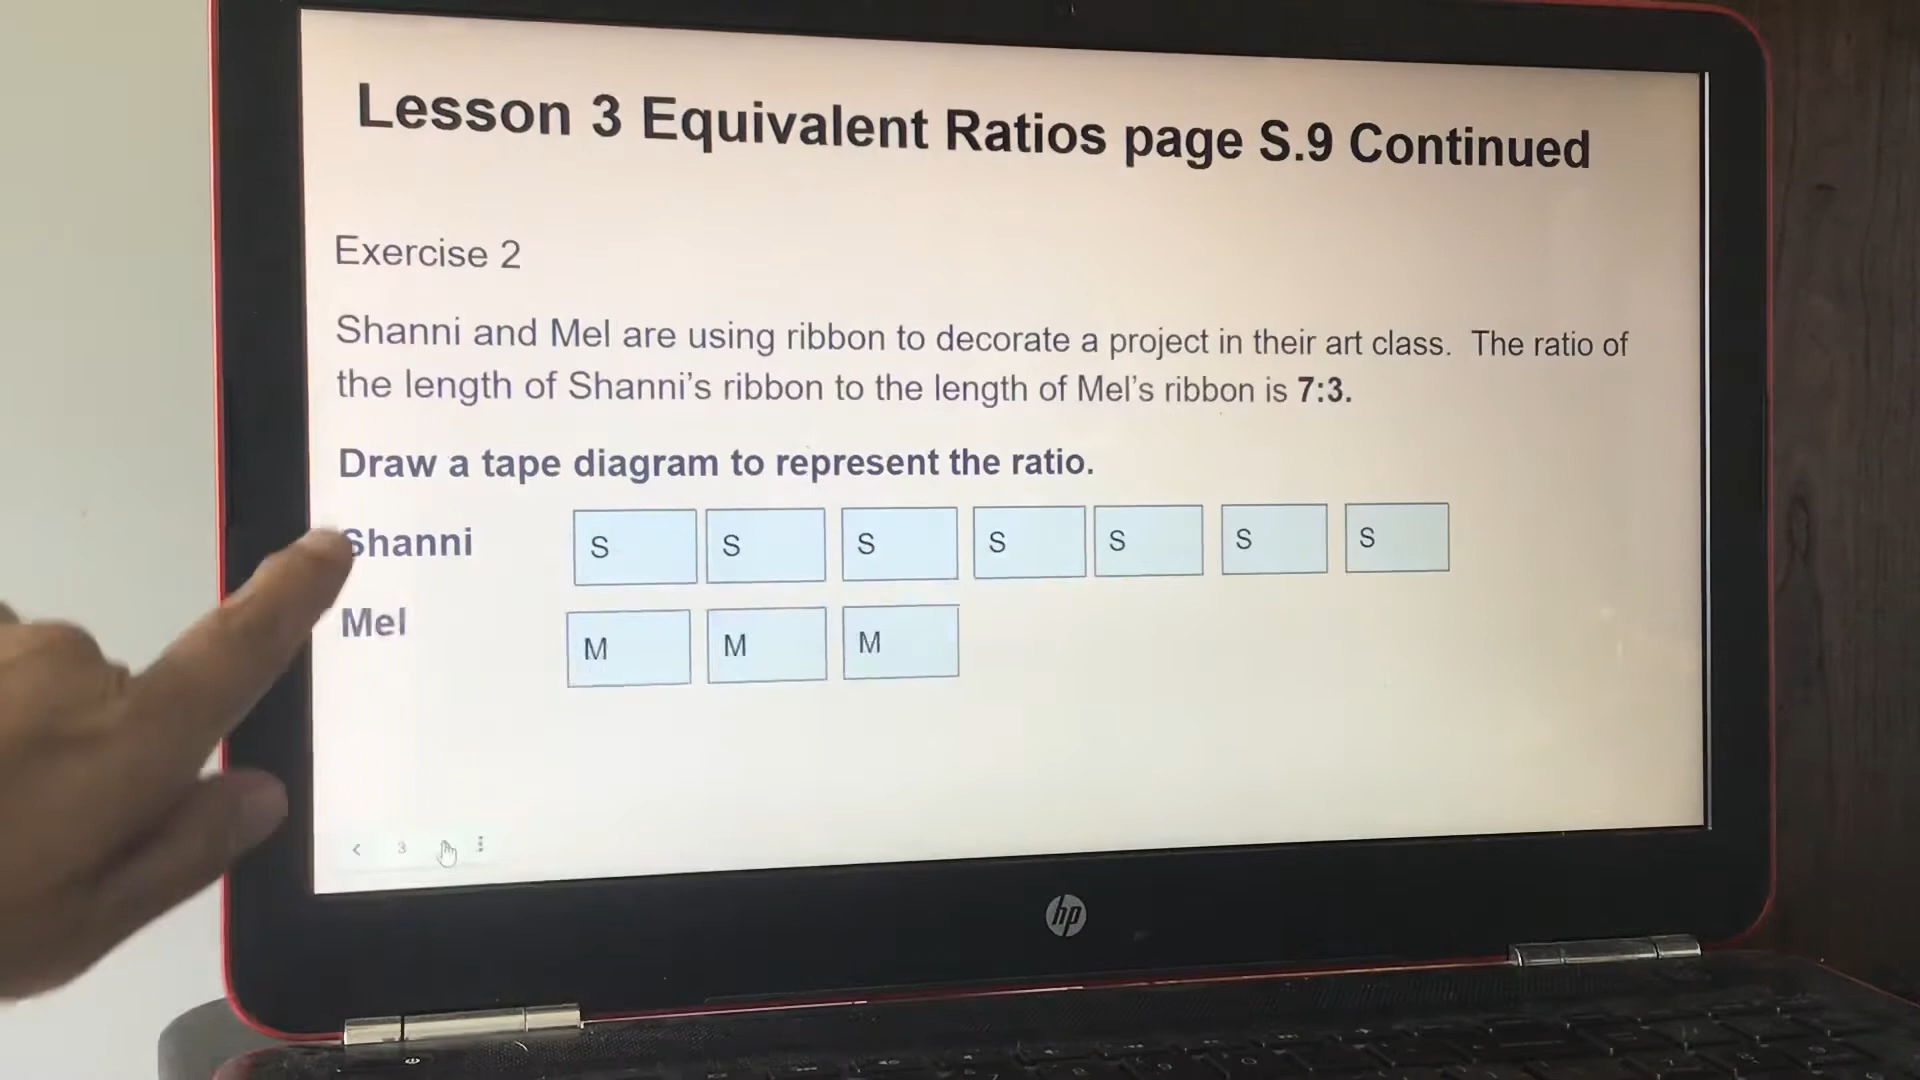 Lesson 3 Equivalent Ratios page S.9 Continued
Exercise 2
Shanni and Mel are using ribbon to decorate a project in their art class. The ratio of
the length of Shanni's ribbon to the length of Mel's ribbon is 7:3.
Draw a tape diagram to represent the ratio.
Shanni S S S S S S S
Mel M M M
3
hp